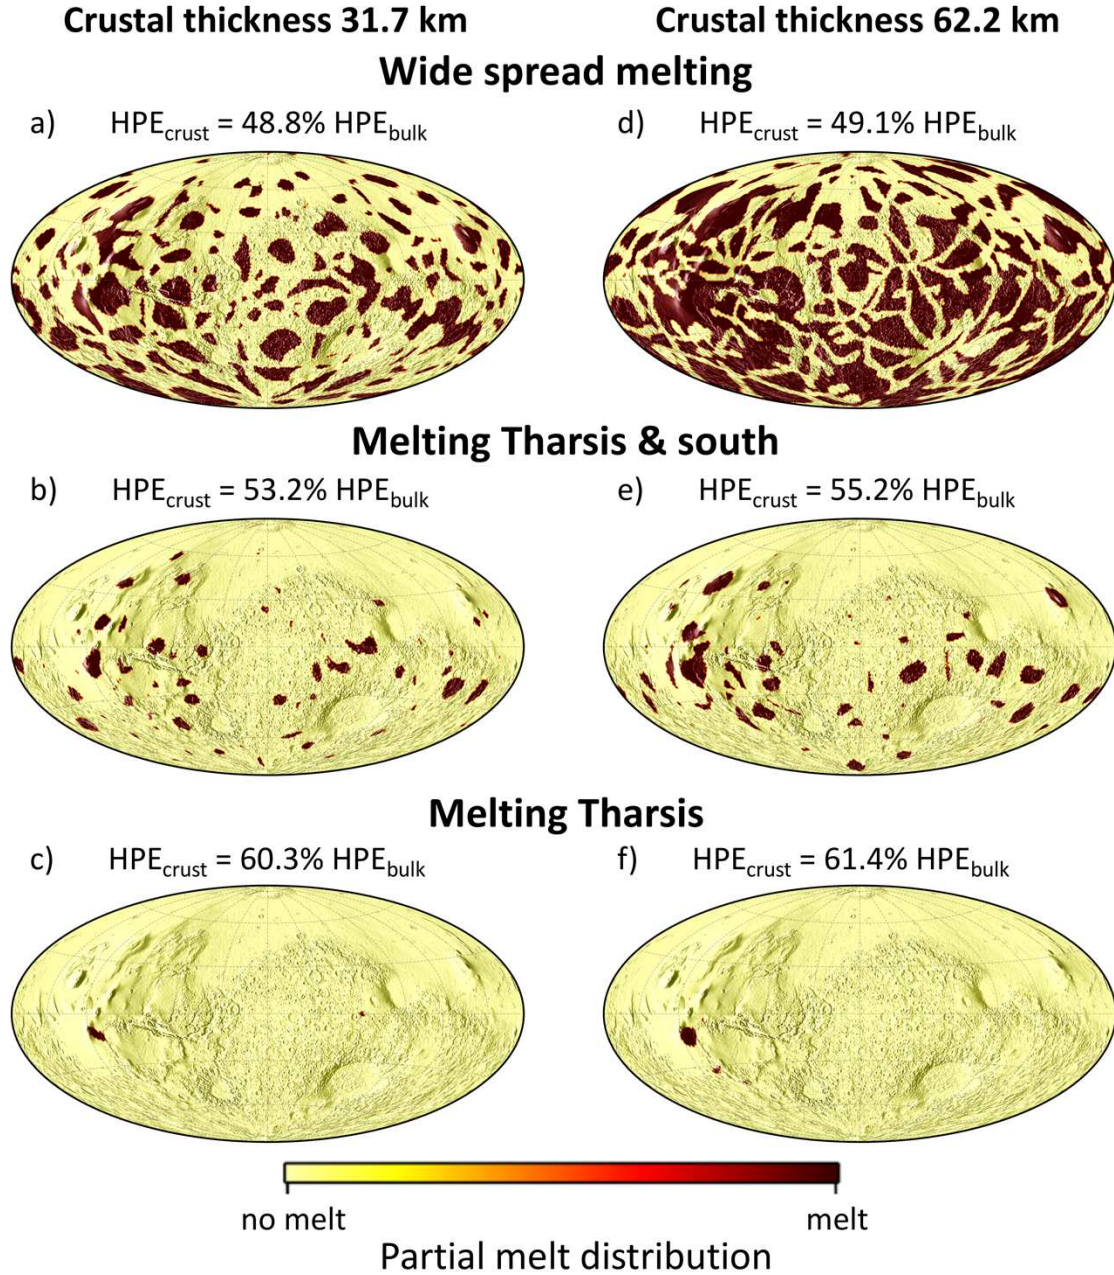 Crustal thickness 31.7 km
Crustal thickness 62.2 km
Wide spread melting
a) HPEcrust = 48.8% HPEbulk
d) HPEcrust = 49.1% HPEbulk
Melting Tharsis & south
b) HPEcrust = 53.2% HPEbulk
e) HPEcrust = 55.2% HPEbulk
Melting Tharsis
c) HPEcrust = 60.3% HPEbulk
f) HPEcrust = 61.4% HPEbulk
no melt
melt
Partial melt distribution